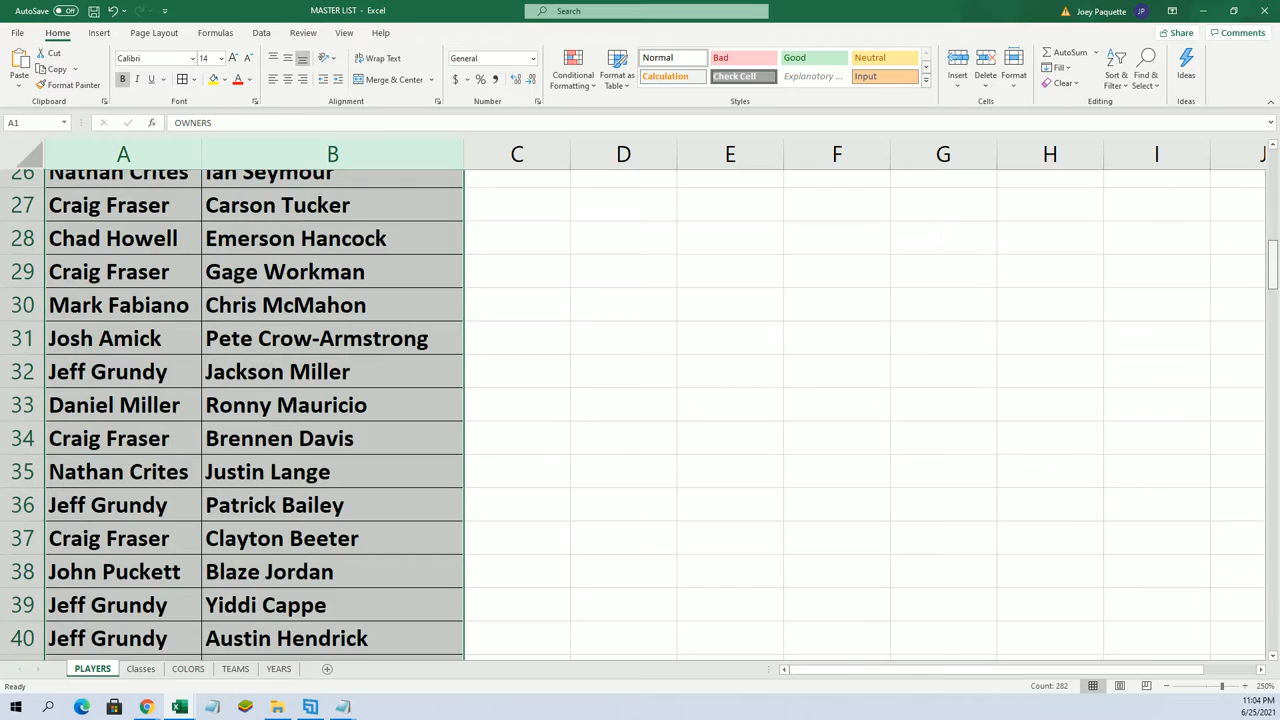 AutoSave Off
MASTER LIST - Excel
Search
Joey Paquette JP
File Home Insert Page Layout Formulas Data Review View Help
Share Comments
Paste
Cut
Copy
Format Painter
Clipboard
Calibri 14
B I U
Font
Merge & Center
Alignment
General
$ % ,
Number
Conditional Formatting
Format as Table
Normal Bad Good Neutral
Calculation Check Cell Explanatory ... Input
Styles
Insert Delete Format
Cells
AutoSum
Fill
Clear
Sort & Filter
Find & Select
Editing
Ideas
Ideas
A1 fx OWNERS
A B C D E F G H I J
26 Nathan Crites Ian Seymour
27 Craig Fraser Carson Tucker
28 Chad Howell Emerson Hancock
29 Craig Fraser Gage Workman
30 Mark Fabiano Chris McMahon
31 Josh Amick Pete Crow-Armstrong
32 Jeff Grundy Jackson Miller
33 Daniel Miller Ronny Mauricio
34 Craig Fraser Brennen Davis
35 Nathan Crites Justin Lange
36 Jeff Grundy Patrick Bailey
37 Craig Fraser Clayton Beeter
38 John Puckett Blaze Jordan
39 Jeff Grundy Yiddi Cappe
40 Jeff Grundy Austin Hendrick
PLAYERS Classes COLORS TEAMS YEARS
Ready Count: 282 250%
11:04 PM
6/25/2021